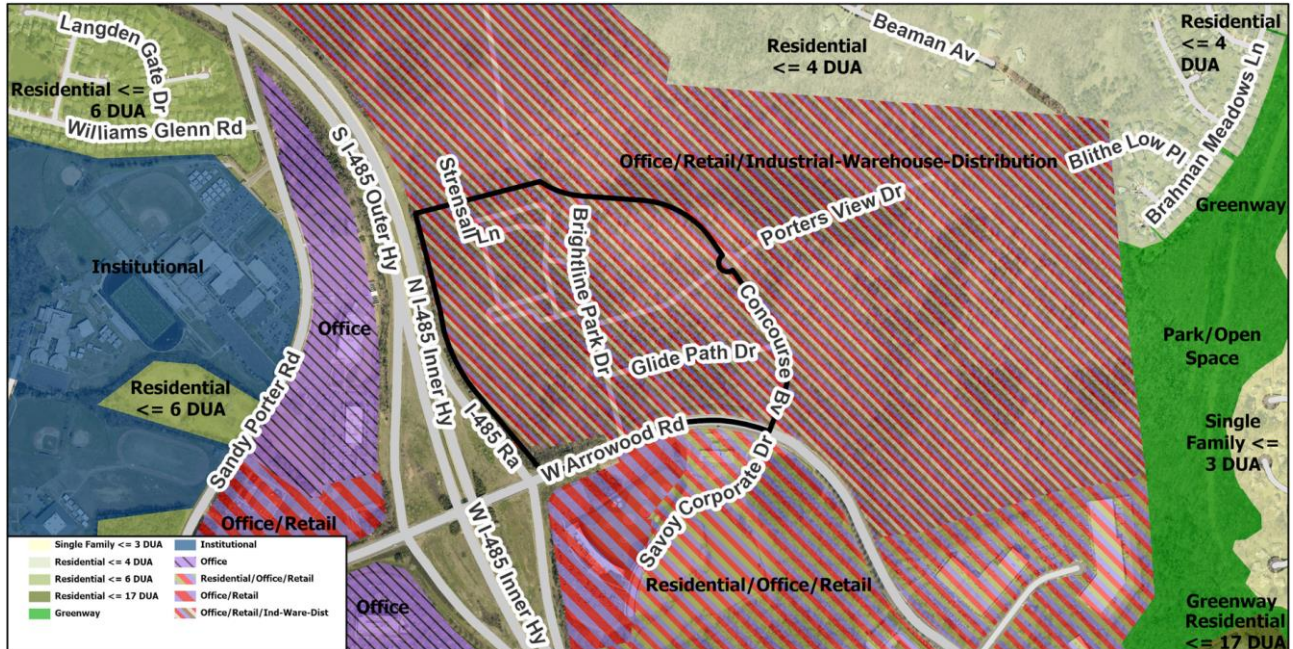 Langden
Gate Dr
Residential <=
6 DUA
Williams Glenn Rd
S I-485 Outer Hy
Residential
<= 4 DUA
Beaman Av
Residential
<= 4
DUA
Brahman Meadows Ln
Blithe Low Pl
Office/Retail/Industrial-Warehouse-Distribution
Strensall
Ln
Brightline Park Dr
Porters View Dr
Greenway
Institutional
Office
N I-485 Inner Hy
Concourse Bv
Glide Path Dr
Park/Open
Space
Residential
<= 6 DUA
Sandy Porter Rd
I-485 Ra
W Arrowood Rd
Single
Family <=
3 DUA
Office/Retail
W I-485 Inner Hy
Savoy Corporate Dr
Residential/Office/Retail
Office
Greenway
Residential
<= 17 DUA
Single Family <= 3 DUA
Residential <= 4 DUA
Residential <= 6 DUA
Residential <= 17 DUA
Greenway
Institutional
Office
Residential/Office/Retail
Office/Retail
Office/Retail/Ind-Ware-Dist